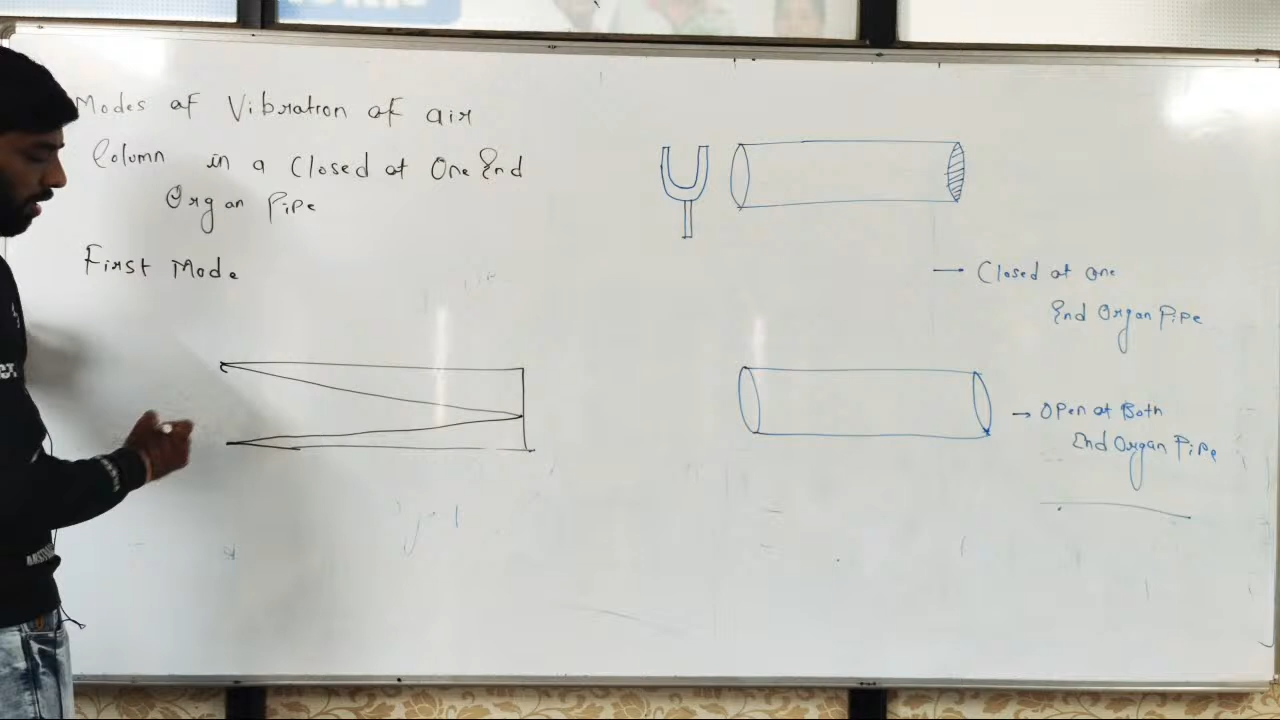 Modes of Vibration of air
Column in a Closed at One End
Organ Pipe
First Mode
→ Closed at one
End Organ Pipe
→ Open at Both
End Organ Pipe